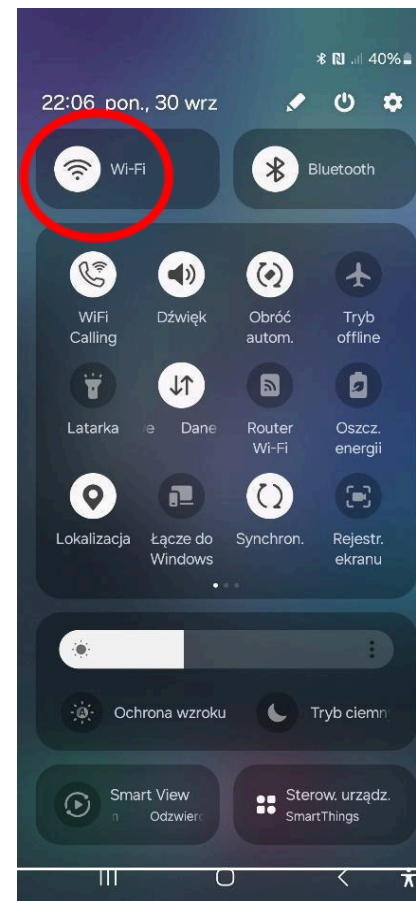 40%
22:06 pon., 30 wrz
Wi-Fi
Bluetooth
WiFi
Calling
Dźwięk
Obróć
autom.
Tryb
offline
Latarka
e Dane
Router
Wi-Fi
Oszcz.
energii
Lokalizacja
Łącze do
Windows
Synchron.
Rejestr.
ekranu
Ochrona wzroku
Tryb ciemn
Smart View
n Odzwierc
Sterow. urządz.
SmartThings